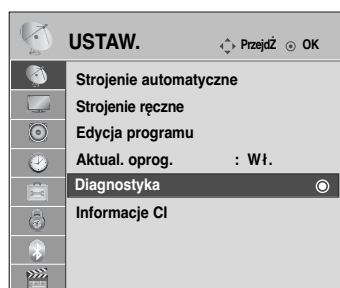 USTAW. PrzejdŹ OK
Strojenie automatyczne
Strojenie ręczne
Edycja programu
Aktual. oprog. : Wł.
Diagnostyka
Informacje CI